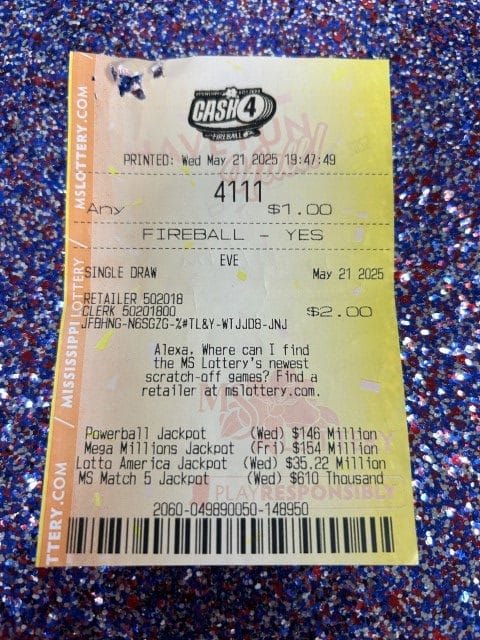 CASH 4
FIREBALL
PRINTED: Wed May 21 2025 19:47:49
4111
Any $1.00
FIREBALL - YES
EVE
SINGLE DRAW May 21 2025
RETAILER 502018
CLERK 50201800 $2.00
JFBHNG-N6SGZG-%#TL&Y-WTJJDB-JNJ
Alexa, Where can I find
the MS Lottery's newest
scratch-off games? Find a
retailer at mslottery.com.
Powerball Jackpot (Wed) $146 Million
Mega Millions Jackpot (Fri) $154 Million
Lotto America Jackpot (Wed) $35.22 Million
MS Match 5 Jackpot (Wed) $610 Thousand
PLAY RESPONSIBLY
2060-049890050-148950
TTERY.COM / MISSISSIPPI LOTTERY / MSLOTTERY.COM